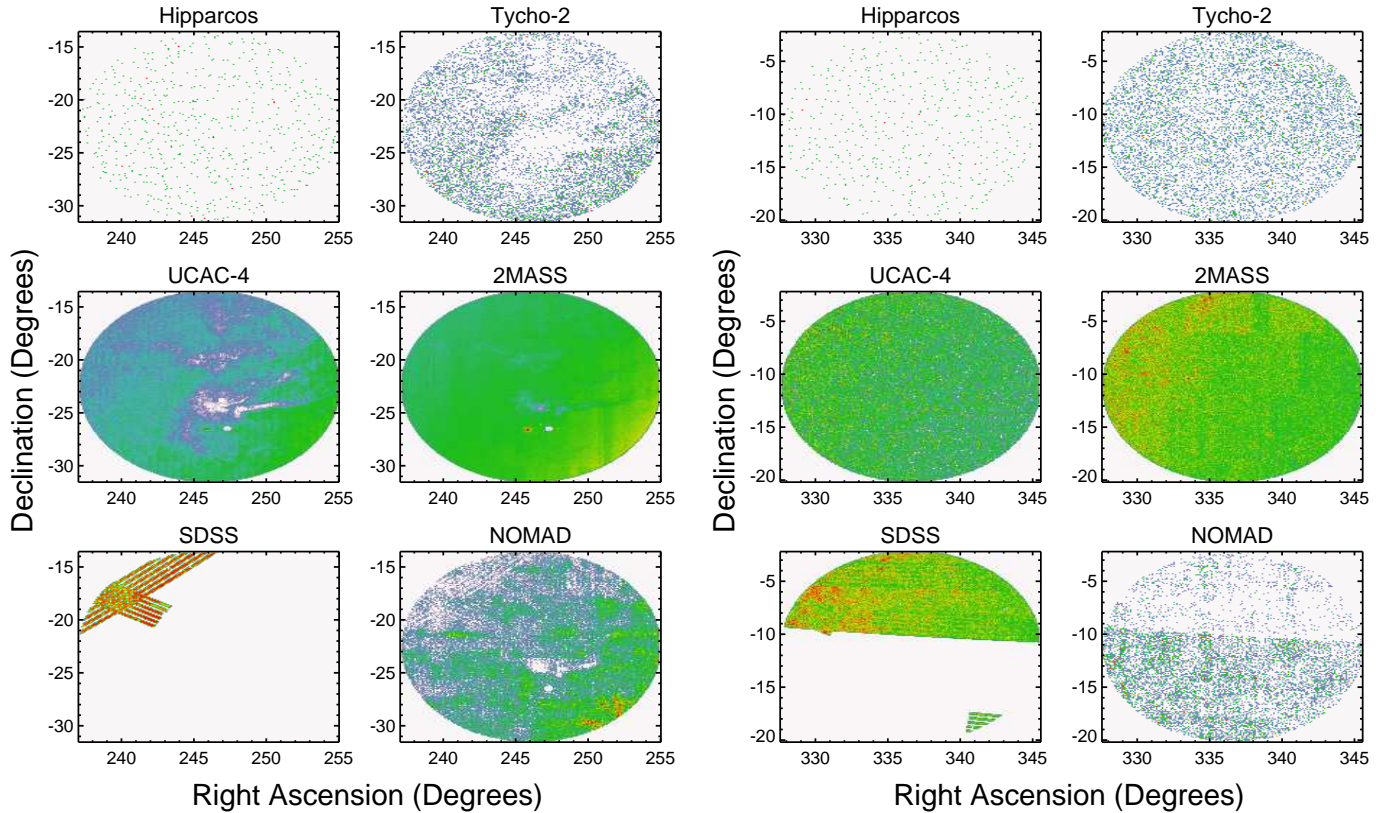 Hipparcos Tycho-2 Hipparcos Tycho-2
-15 -15 -5 -5
-20 -20 -10 -10
-25 -25 -15 -15
-30 -30 -20 -20
240 245 250 255 240 245 250 255 330 335 340 345 330 335 340 345
UCAC-4 2MASS UCAC-4 2MASS
-15 -15 -5 -5
-20 -20 -10 -10
-25 -25 -15 -15
-30 -30 -20 -20
240 245 250 255 240 245 250 255 330 335 340 345 330 335 340 345
Declination (Degrees) Declination (Degrees)
SDSS NOMAD SDSS NOMAD
-15 -15 -5 -5
-20 -20 -10 -10
-25 -25 -15 -15
-30 -30 -20 -20
240 245 250 255 240 245 250 255 330 335 340 345 330 335 340 345
Right Ascension (Degrees) Right Ascension (Degrees)